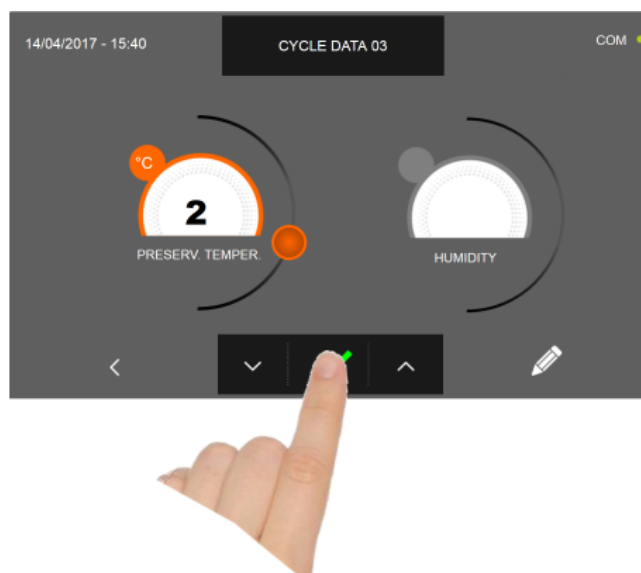 14/04/2017 - 15:40
CYCLE DATA 03
COM
°C
2
PRESERV. TEMPER.
HUMIDITY